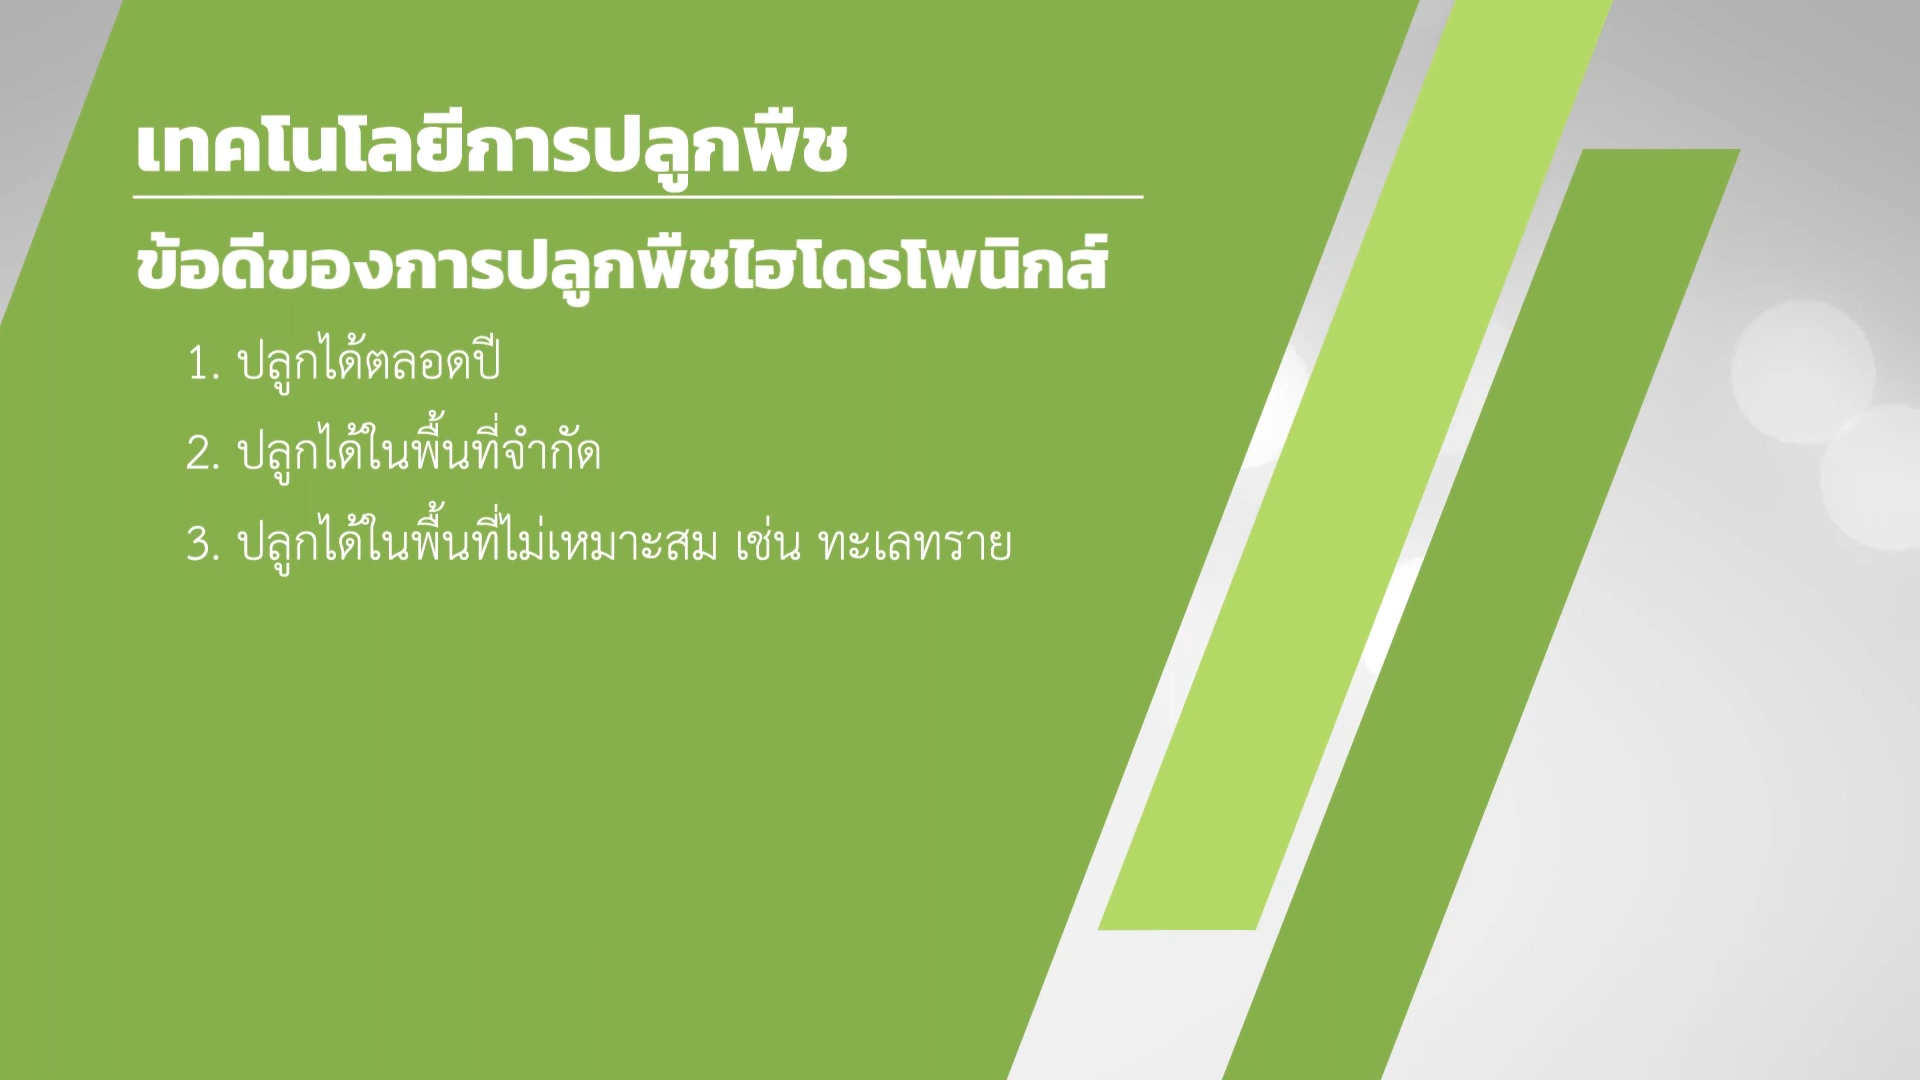 เทคโนโลยีการปลูกพืช
ข้อดีของการปลูกพืชไฮโดรโพนิกส์
1. ปลูกได้ตลอดปี
2. ปลูกได้ในพื้นที่จำกัด
3. ปลูกได้ในพื้นที่ไม่เหมาะสม เช่น ทะเลทราย